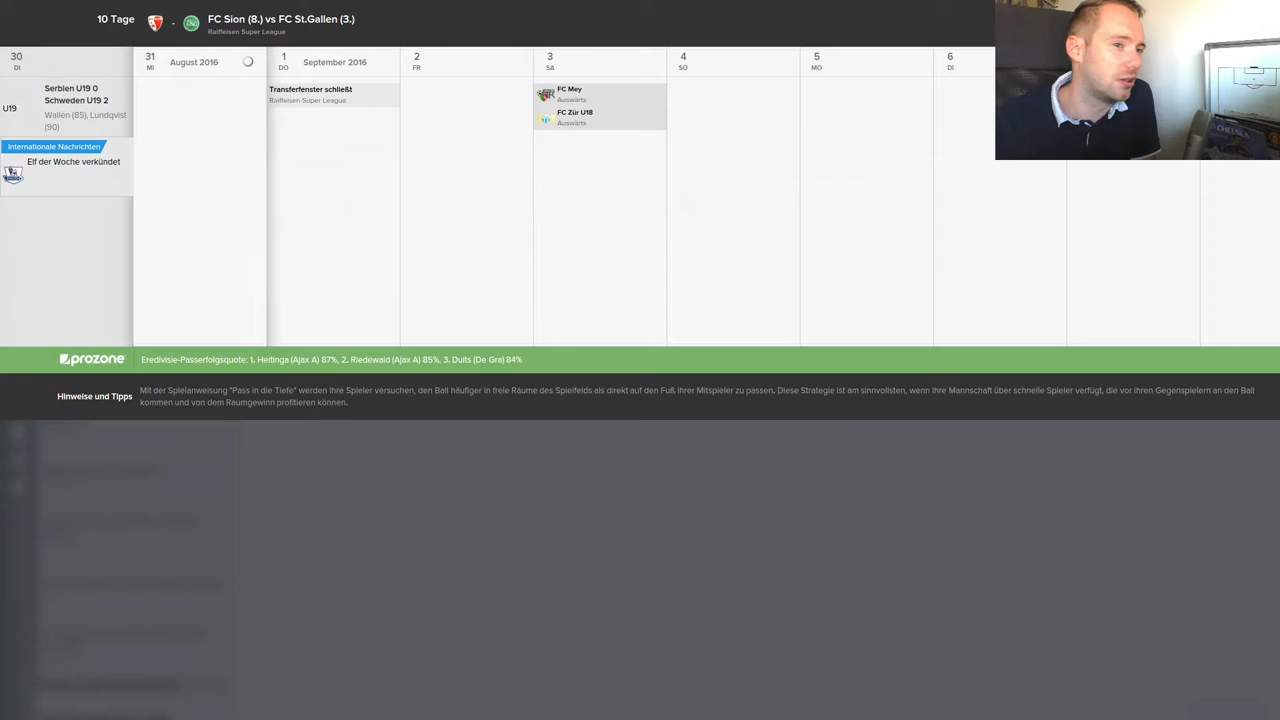 10 Tage
FC Sion (8.) vs FC St.Gallen (3.)
Raiffeisen Super League
30
DI
31
MI
August 2016
1
DO
September 2016
2
FR
3
SA
4
SO
5
MO
6
DI
U19
Serbien U19 0
Schweden U19 2
Wallén (85), Lundqvist
(90)
Internationale Nachrichten
Elf der Woche verkündet
Transferfenster schließt
Raiffeisen Super League
FC Mey
Auswärts
FC Zür U18
Auswärts
prozone
Eredivisie-Passerfolgsquote: 1. Heitinga (Ajax A) 87%, 2. Riedewald (Ajax A) 85%, 3. Duits (De Gra) 84%
Hinweise und Tipps
Mit der Spielanweisung "Pass in die Tiefe" werden Ihre Spieler versuchen, den Ball häufiger in freie Räume des Spielfelds als direkt auf den Fuß ihrer Mitspieler zu passen. Diese Strategie ist am sinnvollsten, wenn Ihre Mannschaft über schnelle Spieler verfügt, die vor ihren Gegenspielern an den Ball
kommen und von dem Raumgewinn profitieren können.
CHELSEA